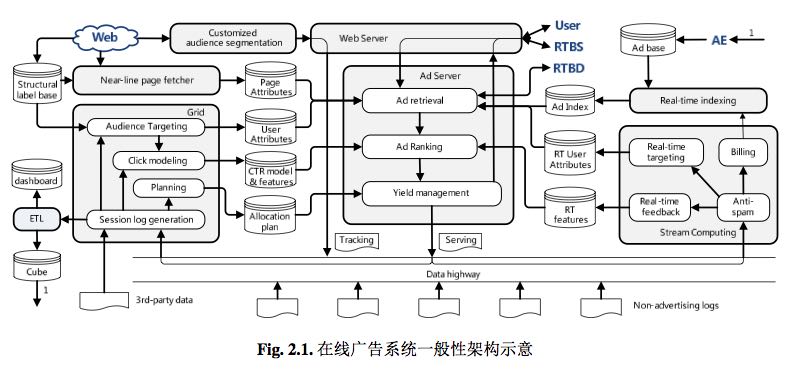 Web
Customized
audience segmentation
Web Server
User
RTBS
RTBD
Ad base
AE
1
Structural
label base
Near-line page fetcher
Page
Attributes
Ad Server
Ad retrieval
Ad Index
Real-time indexing
Grid
Audience Targeting
User
Attributes
Click modeling
CTR model
& features
Ad Ranking
RT User
Attributes
Real-time
targeting
Billing
dashboard
Planning
Yield management
ETL
Session log generation
Allocation
plan
RT
features
Real-time
feedback
Anti-
spam
Stream Computing
Tracking
Serving
Cube
1
Data highway
3rd-party data
Non-advertising logs
Fig. 2.1. 在线广告系统一般性架构示意